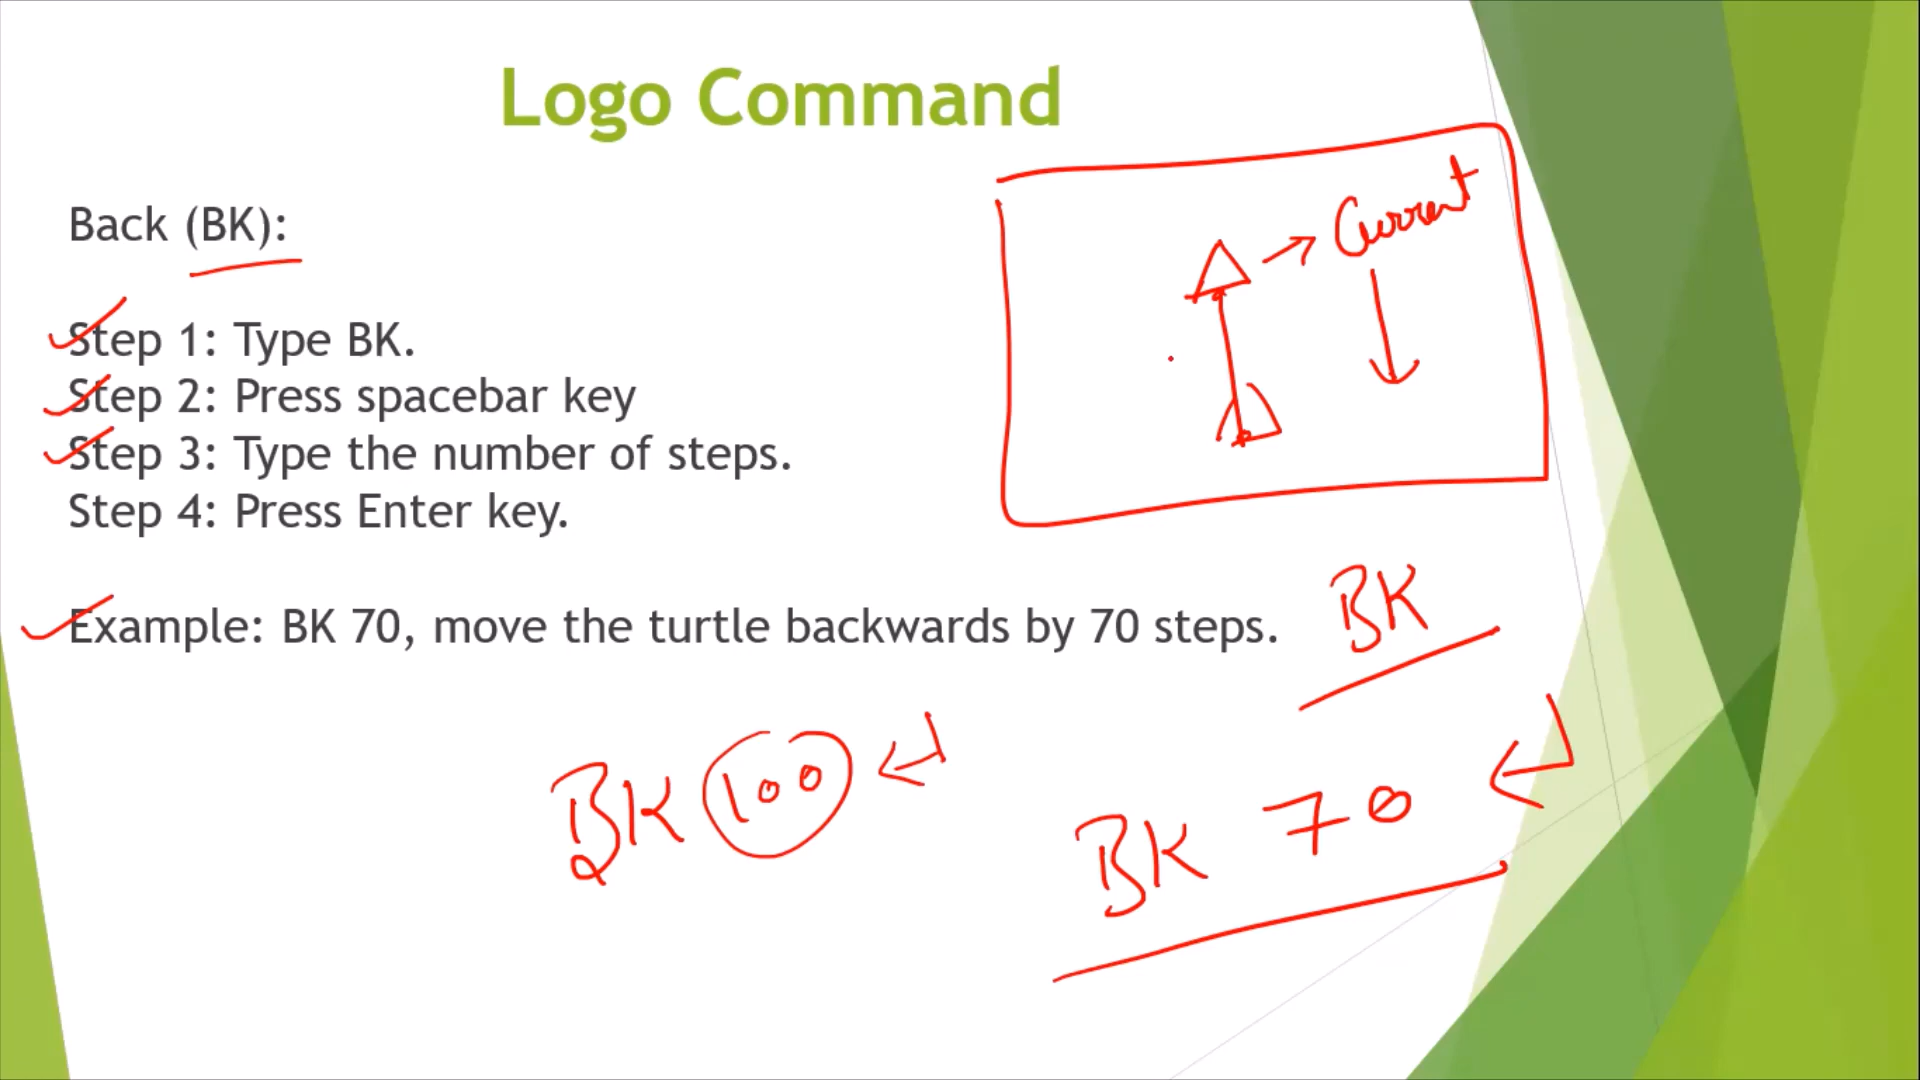 Logo Command
Current
Back (BK):
Step 1: Type BK.
Step 2: Press spacebar key
Step 3: Type the number of steps.
Step 4: Press Enter key.
BK
Example: BK 70, move the turtle backwards by 70 steps.
BK 100
BK 70